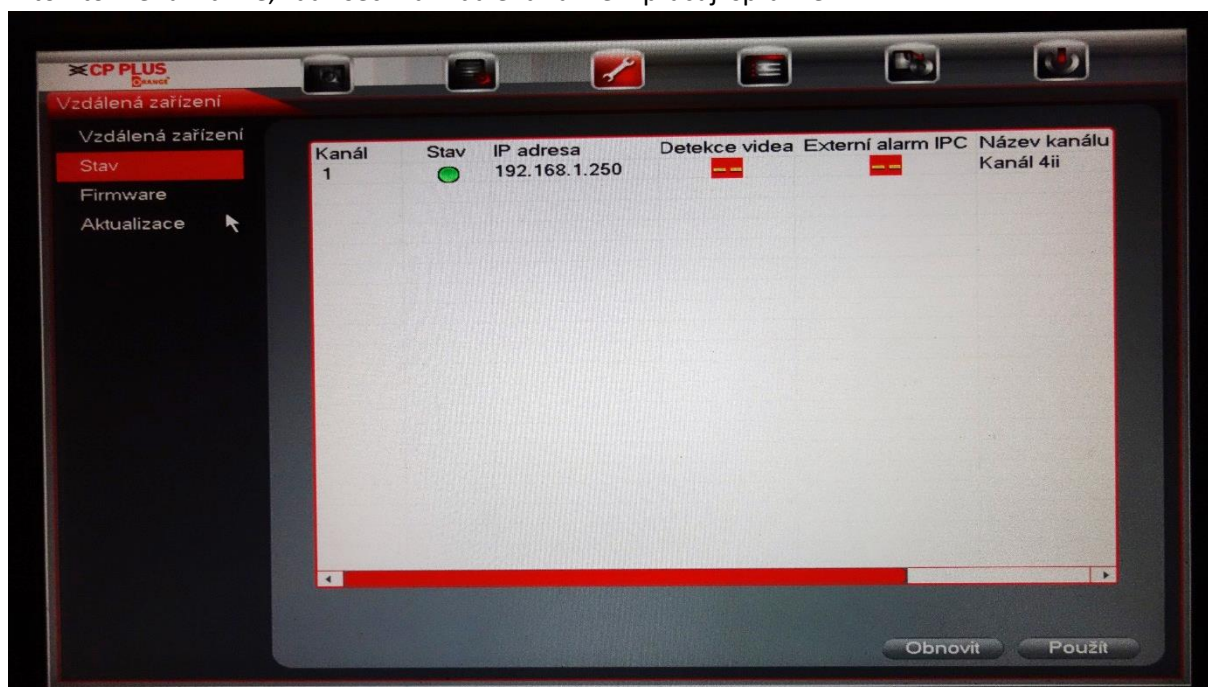 CP PLUS
ORANGE
Vzdálená zařízení
Vzdálená zařízení
Stav
Firmware
Aktualizace
Kanál Stav IP adresa Detekce videa Externí alarm IPC Název kanálu
1 192.168.1.250 -- -- Kanál 4ii
Obnovit Použít